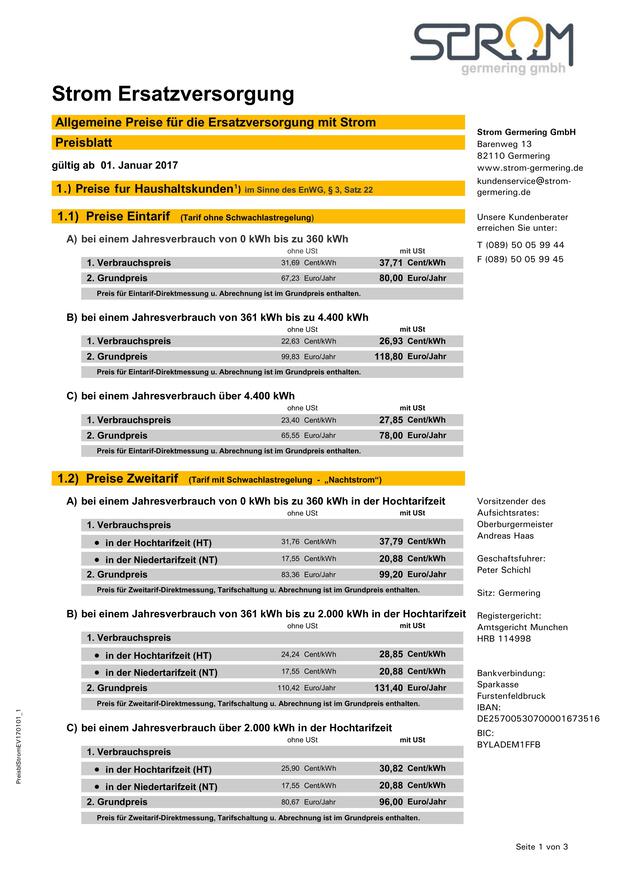 STROM
germering gmbh
Strom Ersatzversorgung
Allgemeine Preise für die Ersatzversorgung mit Strom
Preisblatt
gültig ab 01. Januar 2017
1.) Preise fur Haushaltskunden¹) im Sinne des EnWG, § 3, Satz 22
1.1) Preise Eintarif (Tarif ohne Schwachlastregelung)
A) bei einem Jahresverbrauch von 0 kWh bis zu 360 kWh
ohne USt mit USt
1. Verbrauchspreis 31,69 Cent/kWh 37,71 Cent/kWh
2. Grundpreis 67,23 Euro/Jahr 80,00 Euro/Jahr
Preis für Eintarif-Direktmessung u. Abrechnung ist im Grundpreis enthalten.
B) bei einem Jahresverbrauch von 361 kWh bis zu 4.400 kWh
ohne USt mit USt
1. Verbrauchspreis 22,63 Cent/kWh 26,93 Cent/kWh
2. Grundpreis 99,83 Euro/Jahr 118,80 Euro/Jahr
Preis für Eintarif-Direktmessung u. Abrechnung ist im Grundpreis enthalten.
C) bei einem Jahresverbrauch über 4.400 kWh
ohne USt mit USt
1. Verbrauchspreis 23,40 Cent/kWh 27,85 Cent/kWh
2. Grundpreis 65,55 Euro/Jahr 78,00 Euro/Jahr
Preis für Eintarif-Direktmessung u. Abrechnung ist im Grundpreis enthalten.
1.2) Preise Zweitarif (Tarif mit Schwachlastregelung - „Nachtstrom“)
A) bei einem Jahresverbrauch von 0 kWh bis zu 360 kWh in der Hochtarifzeit
ohne USt mit USt
1. Verbrauchspreis
● in der Hochtarifzeit (HT) 31,76 Cent/kWh 37,79 Cent/kWh
● in der Niedertarifzeit (NT) 17,55 Cent/kWh 20,88 Cent/kWh
2. Grundpreis 83,36 Euro/Jahr 99,20 Euro/Jahr
Preis für Zweitarif-Direktmessung, Tarifschaltung u. Abrechnung ist im Grundpreis enthalten.
B) bei einem Jahresverbrauch von 361 kWh bis zu 2.000 kWh in der Hochtarifzeit
ohne USt mit USt
1. Verbrauchspreis
● in der Hochtarifzeit (HT) 24,24 Cent/kWh 28,85 Cent/kWh
● in der Niedertarifzeit (NT) 17,55 Cent/kWh 20,88 Cent/kWh
2. Grundpreis 110,42 Euro/Jahr 131,40 Euro/Jahr
Preis für Zweitarif-Direktmessung, Tarifschaltung u. Abrechnung ist im Grundpreis enthalten.
C) bei einem Jahresverbrauch über 2.000 kWh in der Hochtarifzeit
ohne USt mit USt
1. Verbrauchspreis
● in der Hochtarifzeit (HT) 25,90 Cent/kWh 30,82 Cent/kWh
● in der Niedertarifzeit (NT) 17,55 Cent/kWh 20,88 Cent/kWh
2. Grundpreis 80,67 Euro/Jahr 96,00 Euro/Jahr
Preis für Zweitarif-Direktmessung, Tarifschaltung u. Abrechnung ist im Grundpreis enthalten.
Strom Germering GmbH
Barenweg 13
82110 Germering
www.strom-germering.de
kundenservice@strom-
germering.de
Unsere Kundenberater
erreichen Sie unter:
T (089) 50 05 99 44
F (089) 50 05 99 45
Vorsitzender des
Aufsichtsrates:
Oberburgermeister
Andreas Haas
Geschaftsfuhrer:
Peter Schichl
Sitz: Germering
Registergericht:
Amtsgericht Munchen
HRB 114998
Bankverbindung:
Sparkasse
Furstenfeldbruck
IBAN:
DE25700530700001673516
BIC:
BYLADEM1FFB
PreisblStromEV170101_1
Seite 1 von 3